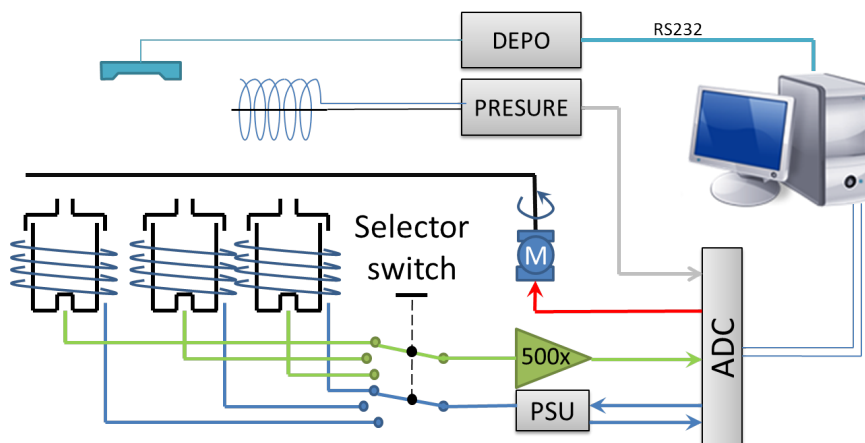 DEPO
RS232
PRESURE
Selector
switch
M
500x
ADC
PSU